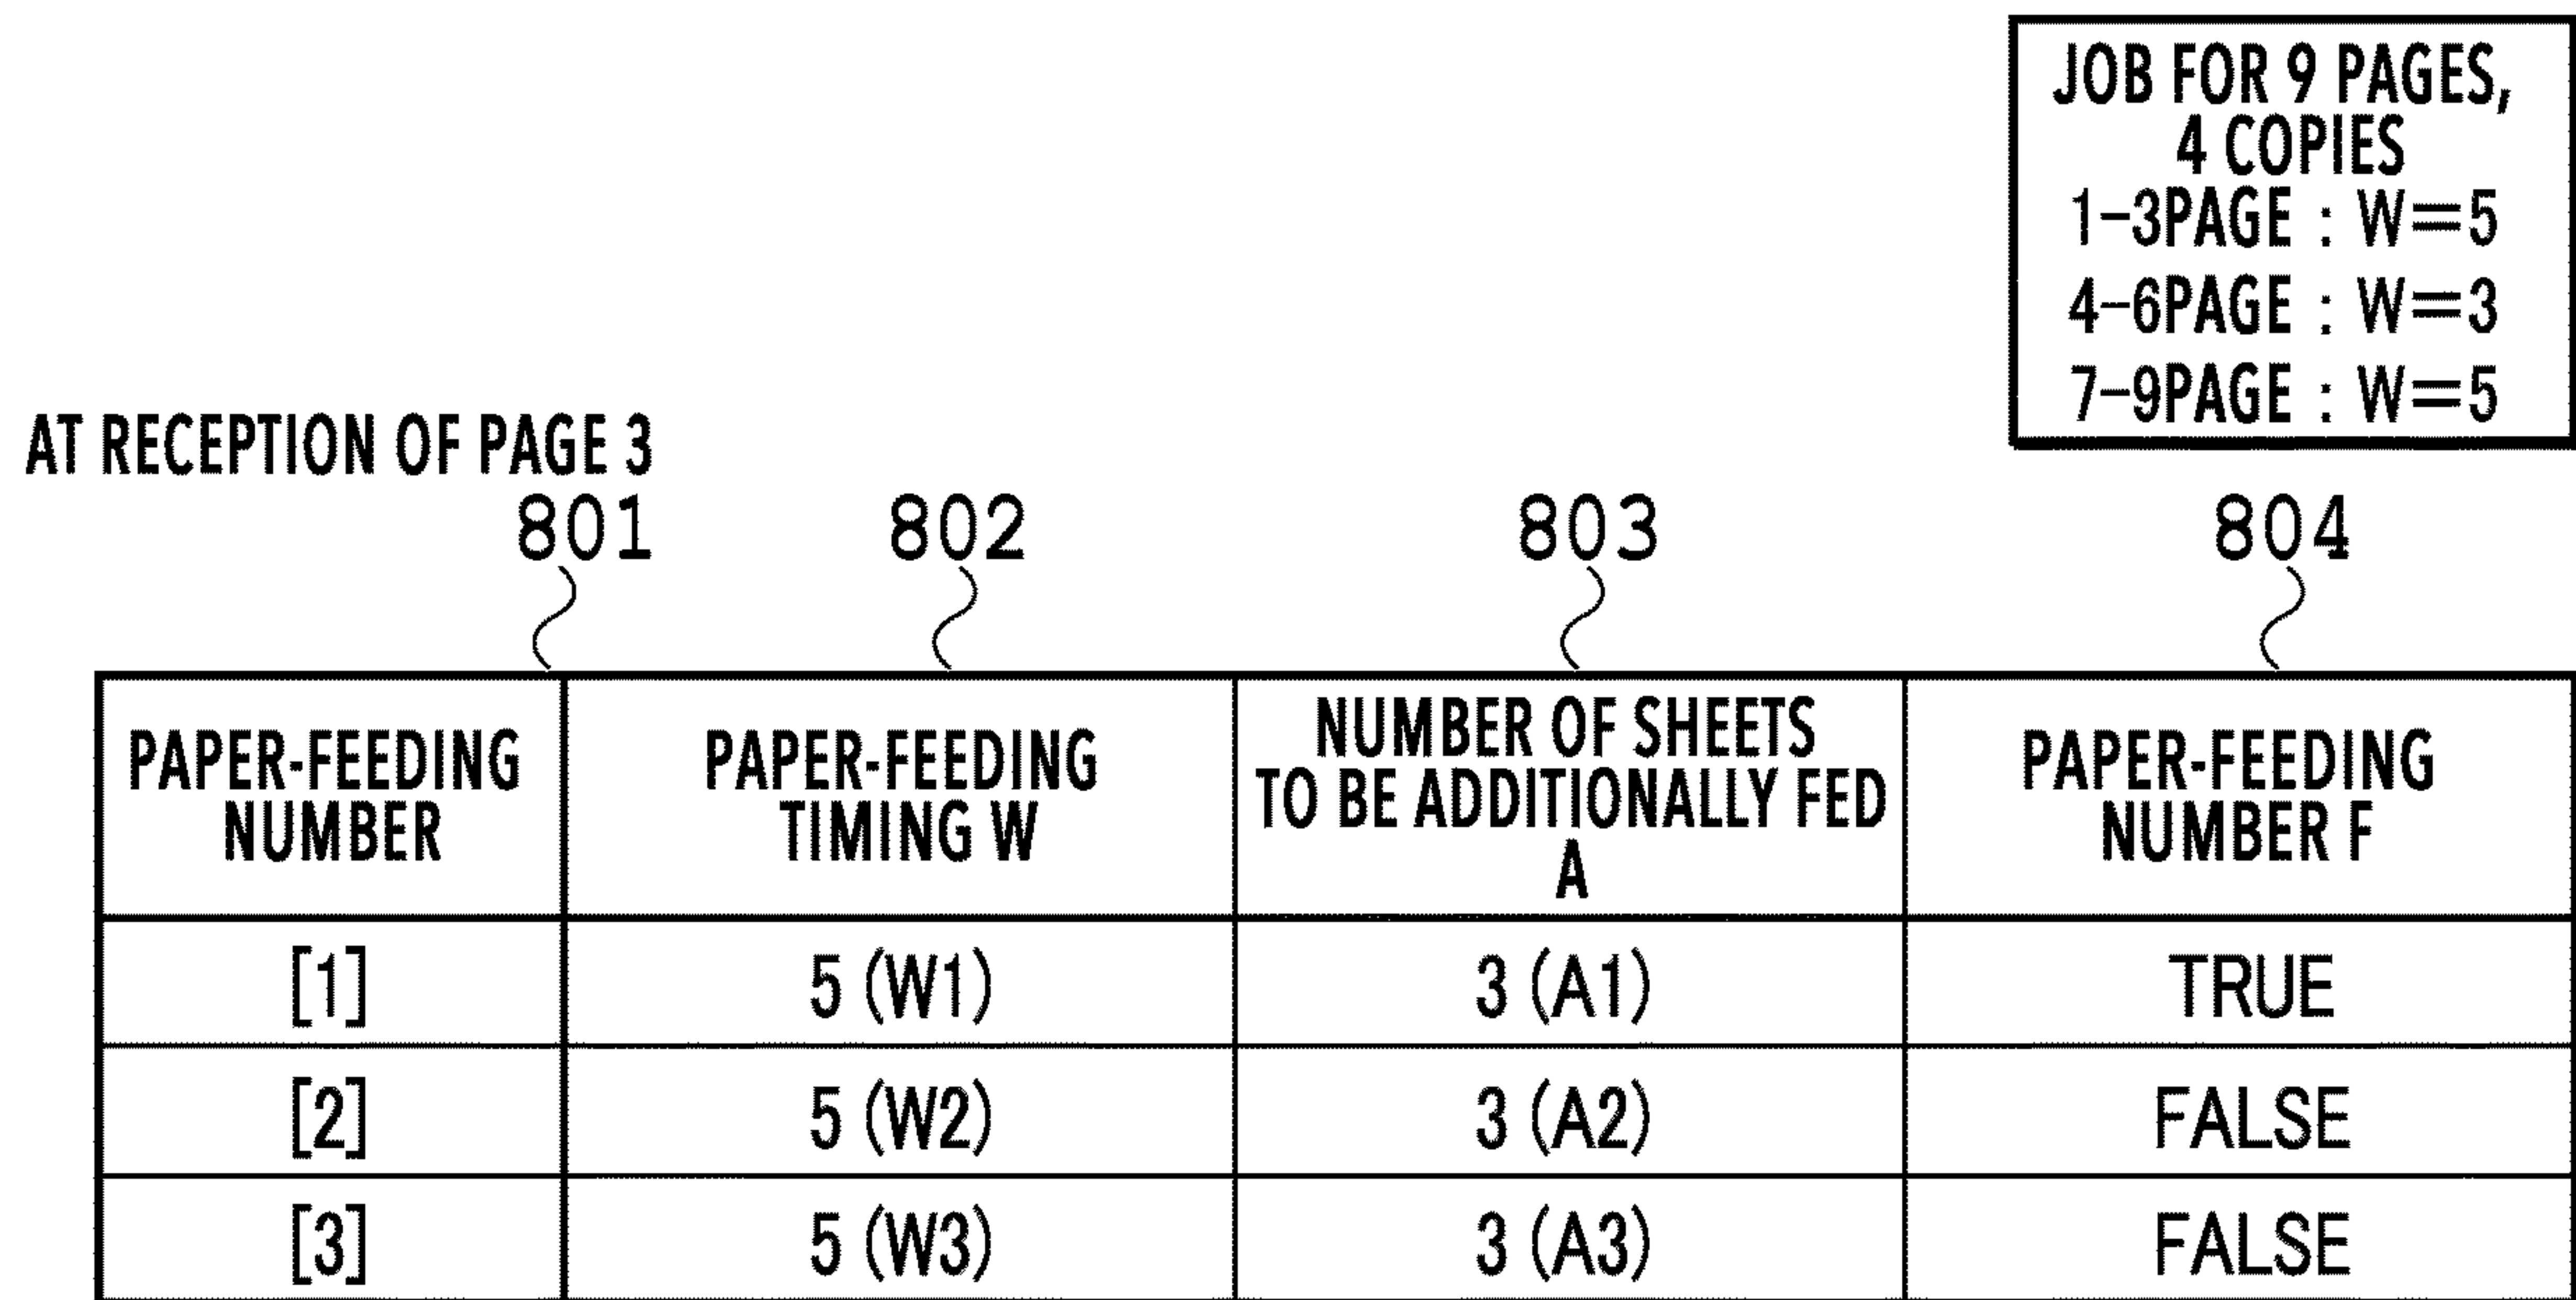 JOB FOR 9 PAGES,
4 COPIES
1-3PAGE : W=5
4-6PAGE : W=3
7-9PAGE : W=5
AT RECEPTION OF PAGE 3
801
802
803
804
PAPER-FEEDING
NUMBER
PAPER-FEEDING
TIMING W
NUMBER OF SHEETS
TO BE ADDITIONALLY FED
A
PAPER-FEEDING
NUMBER F
[1]
5 (W1)
3 (A1)
TRUE
[2]
5 (W2)
3 (A2)
FALSE
[3]
5 (W3)
3 (A3)
FALSE